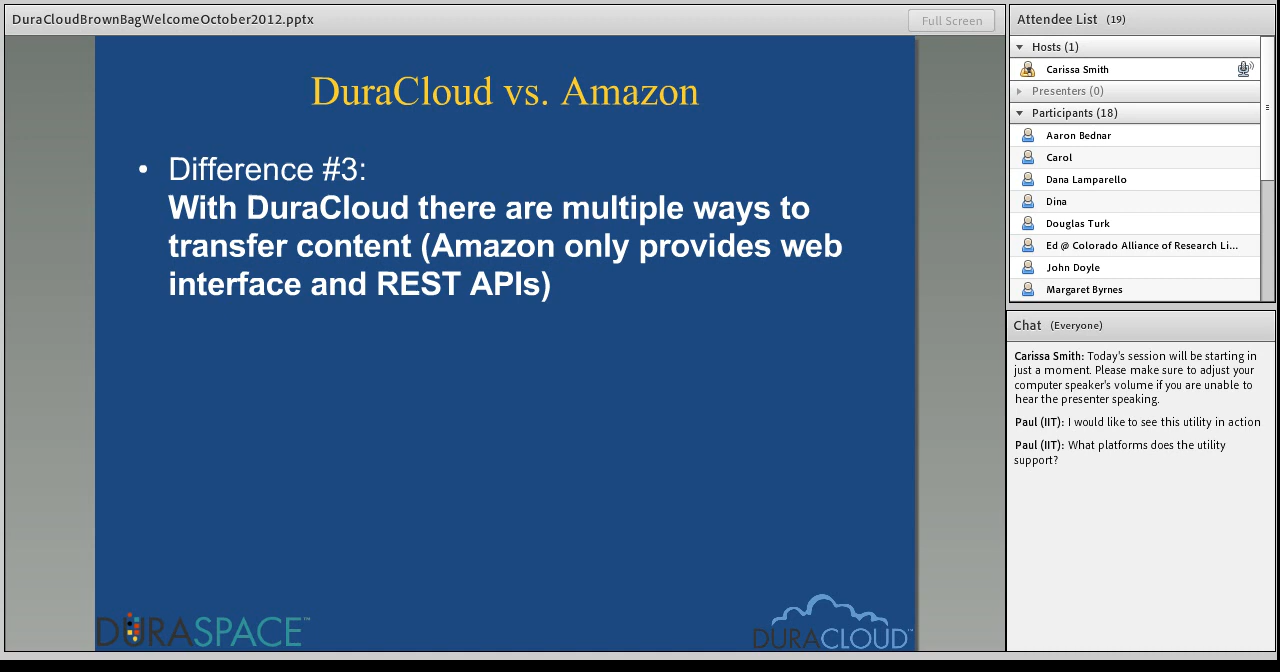 DuraCloudBrownBagWelcomeOctober2012.pptx
Full Screen
DuraCloud vs. Amazon
• Difference #3:
With DuraCloud there are multiple ways to
transfer content (Amazon only provides web
interface and REST APIs)
DURASPACE™
DURACLOUD™
Attendee List (19)
Hosts (1)
Carissa Smith
Presenters (0)
Participants (18)
Aaron Bednar
Carol
Dana Lamparello
Dina
Douglas Turk
Ed @ Colorado Alliance of Research Li...
John Doyle
Margaret Byrnes
Chat (Everyone)
Carissa Smith: Today's session will be starting in
just a moment. Please make sure to adjust your
computer speaker's volume if you are unable to
hear the presenter speaking.
Paul (IIT): I would like to see this utility in action
Paul (IIT): What platforms does the utility
support?